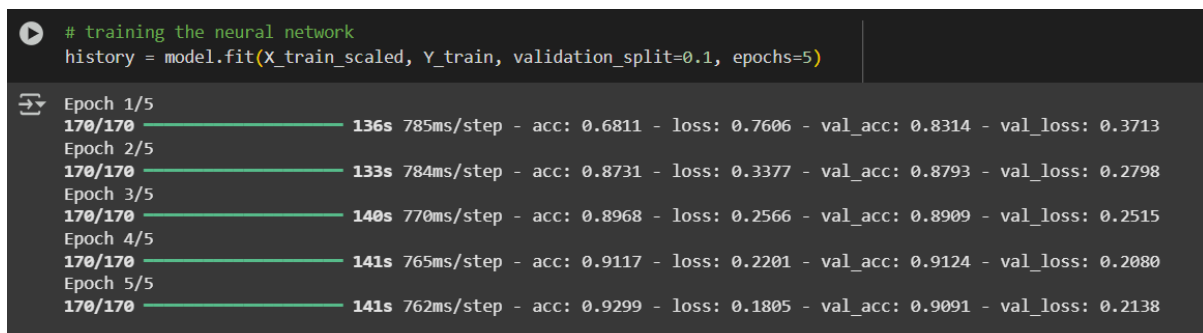 # training the neural network
history = model.fit(X_train_scaled, Y_train, validation_split=0.1, epochs=5)
Epoch 1/5
170/170 136s 785ms/step - acc: 0.6811 - loss: 0.7606 - val_acc: 0.8314 - val_loss: 0.3713
Epoch 2/5
170/170 133s 784ms/step - acc: 0.8731 - loss: 0.3377 - val_acc: 0.8793 - val_loss: 0.2798
Epoch 3/5
170/170 140s 770ms/step - acc: 0.8968 - loss: 0.2566 - val_acc: 0.8909 - val_loss: 0.2515
Epoch 4/5
170/170 141s 765ms/step - acc: 0.9117 - loss: 0.2201 - val_acc: 0.9124 - val_loss: 0.2080
Epoch 5/5
170/170 141s 762ms/step - acc: 0.9299 - loss: 0.1805 - val_acc: 0.9091 - val_loss: 0.2138